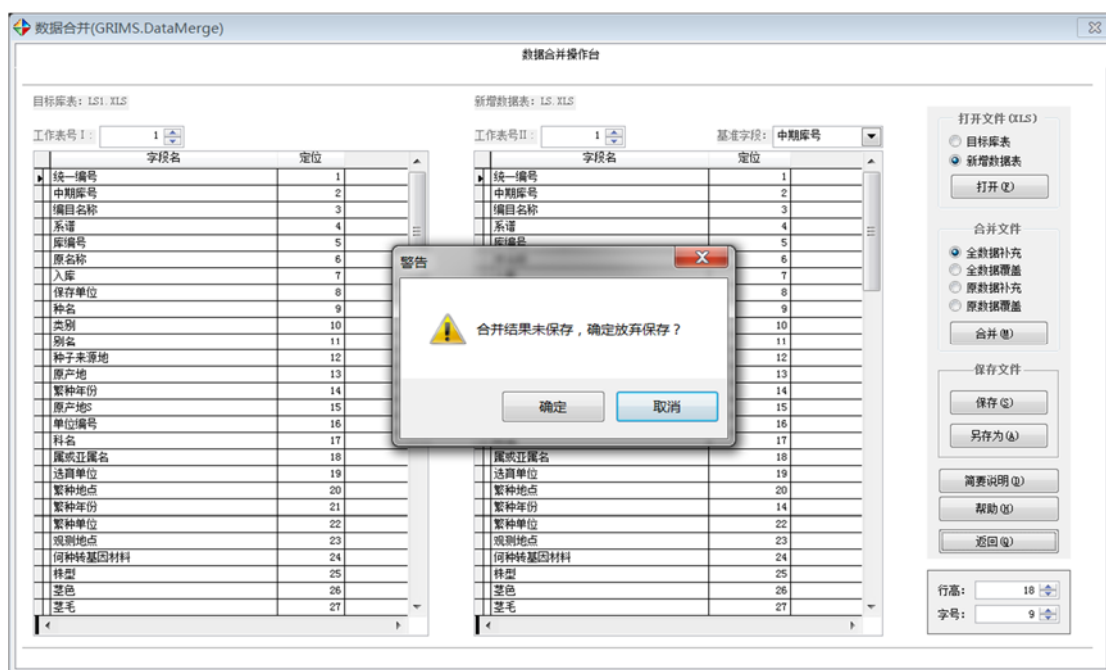 数据合并(GRIMS.DataMerge)
数据合并操作台
目标库表: LS1.XLS
新增数据表: LS.XLS
工作表号 I : 1
工作表号II : 1
基准字段: 中期库号
字段名 定位
统一编号 1
中期库号 2
编目名称 3
系谱 4
库编号 5
原名称 6
入库 7
保存单位 8
种名 9
类别 10
别名 11
种子来源地 12
原产地 13
繁种年份 14
原产地S 15
单位编号 16
科名 17
属或亚属名 18
选育单位 19
繁种地点 20
繁种年份 21
繁种单位 22
观测地点 23
何种转基因材料 24
株型 25
茎色 26
茎毛 27
字段名 定位
统一编号 1
中期库号 2
编目名称 3
系谱 4
库编号 5
6
7
8
9
10
11
12
13
14
15
16
17
属或亚属名 18
选育单位 19
繁种地点 20
繁种年份 14
繁种单位 22
观测地点 23
何种转基因材料 24
株型 25
茎色 26
茎毛 27
警告
合并结果未保存，确定放弃保存？
确定
取消
打开文件(XLS)
目标库表
新增数据表
打开(F)
合并文件
全数据补充
全数据覆盖
原数据补充
原数据覆盖
合并(M)
保存文件
保存(S)
另存为(A)
简要说明(D)
帮助(H)
返回(Q)
行高: 18
字号: 9